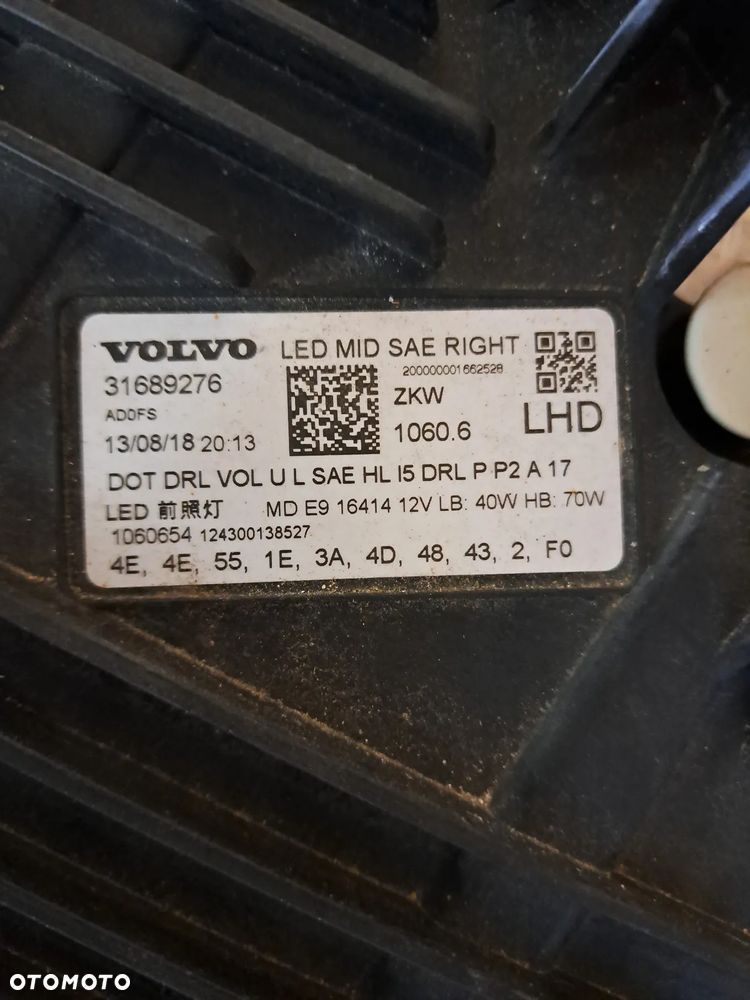 VOLVO LED MID SAE RIGHT
31689276 200000001662528
AD0FS ZKW
13/08/18 20:13 1060.6 LHD
DOT DRL VOL U L SAE HL I5 DRL P P2 A 17
LED 前照灯 MD E9 16414 12V LB: 40W HB: 70W
1060654 124300138527
4E, 4E, 55, 1E, 3A, 4D, 48, 43, 2, F0
OTOMOTO